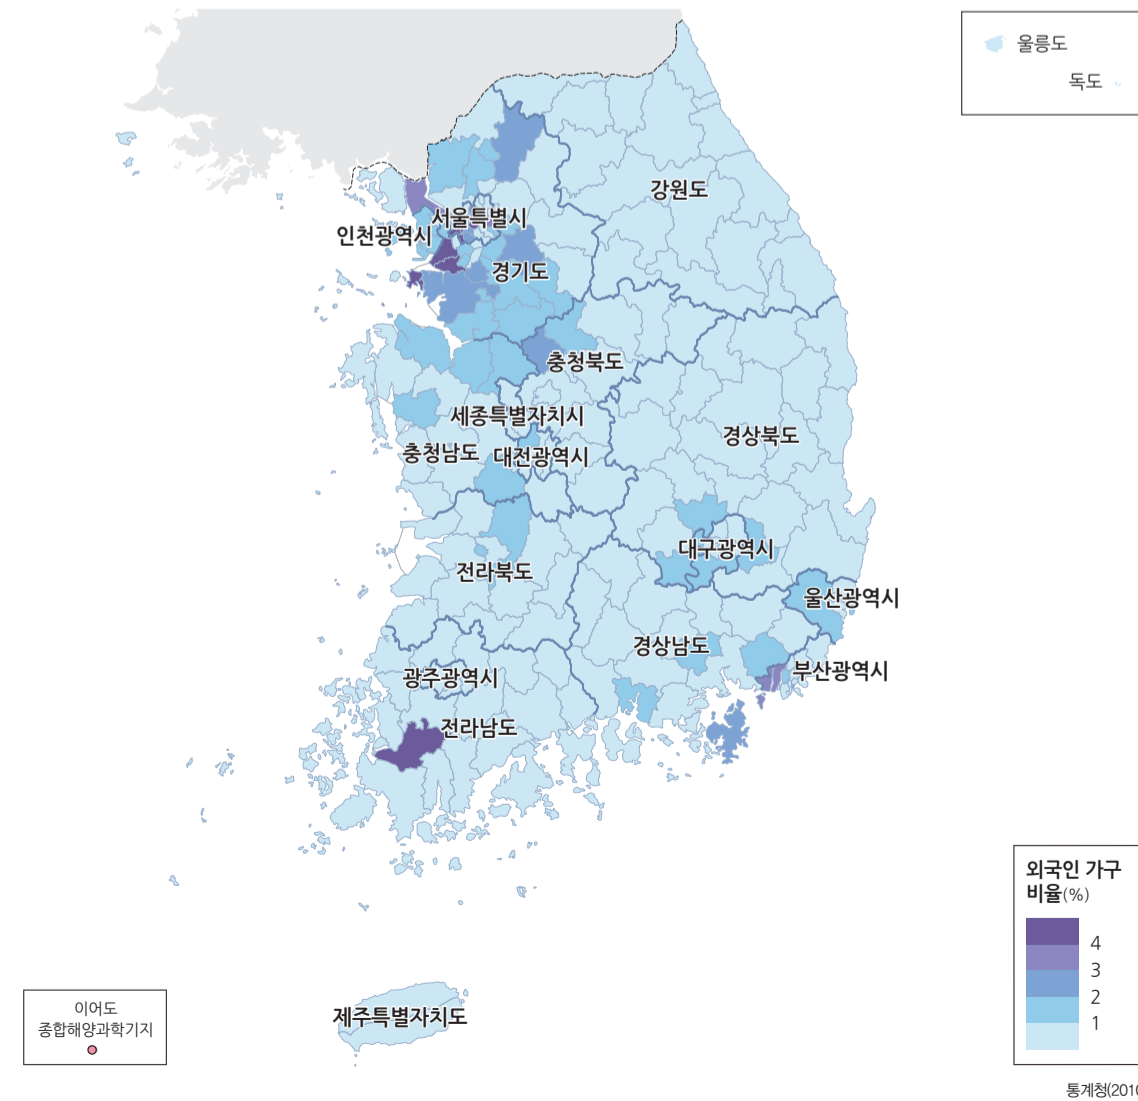 울릉도
독도
강원도
서울특별시
인천광역시
경기도
충청북도
세종특별자치시
경상북도
충청남도
대전광역시
대구광역시
전라북도
울산광역시
경상남도
부산광역시
광주광역시
전라남도
외국인 가구
비율(%)
4
3
2
1
이어도
종합해양과학기지
제주특별자치도
통계청(2010